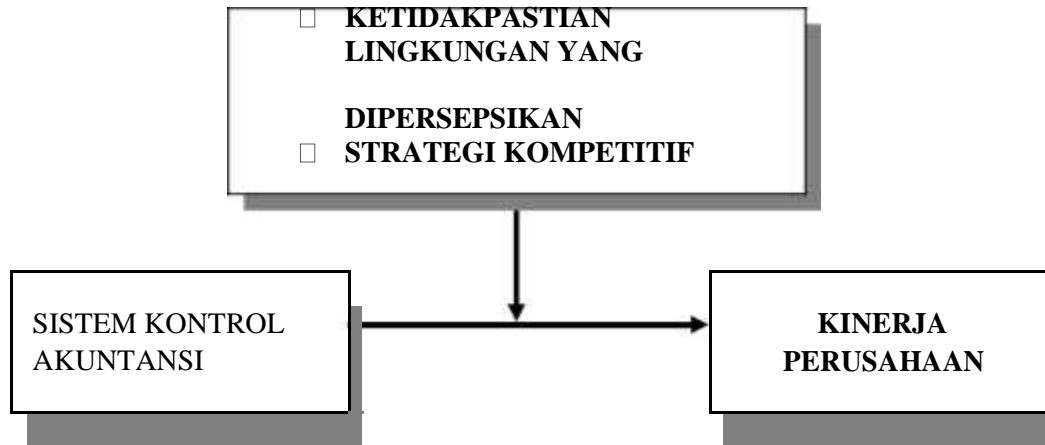 □ KETIDAKPASTIAN
LINGKUNGAN YANG
DIPERSEPSIKAN
□ STRATEGI KOMPETITIF
SISTEM KONTROL
AKUNTANSI
KINERJA
PERUSAHAAN